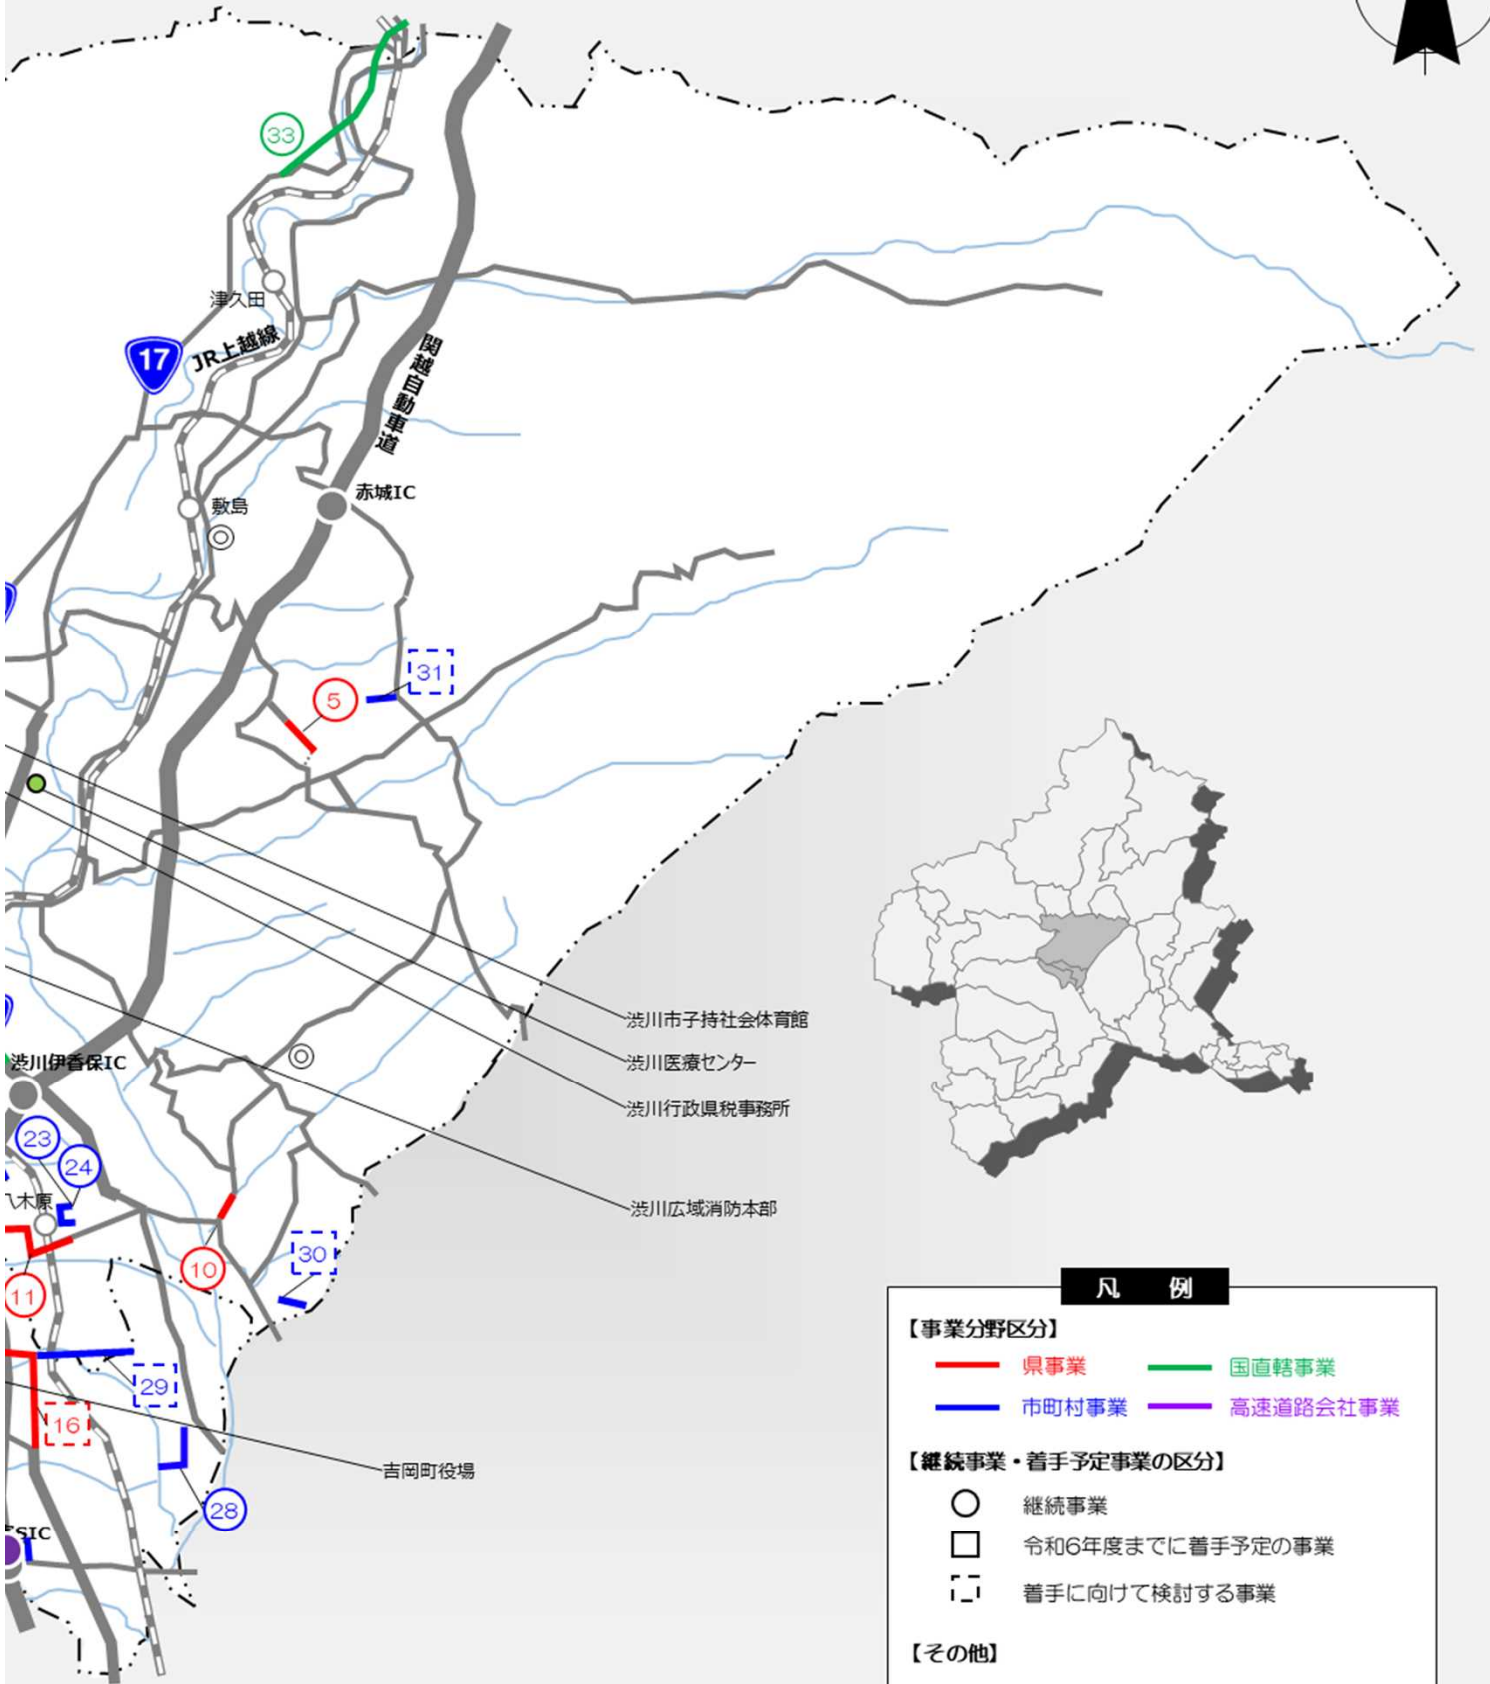 33
津久田
JR上越線
17
関越自動車道
赤城IC
敷島
31
5
渋川市子持社会体育館
渋川医療センター
渋川行政県税事務所
渋川伊香保IC
23
24
八木原
渋川広域消防本部
10
30
11
29
16
吉岡町役場
28
SIC
凡 例
【事業分野区分】
県事業
国直轄事業
市町村事業
高速道路会社事業
【継続事業・着手予定事業の区分】
継続事業
令和6年度までに着手予定の事業
着手に向けて検討する事業
【その他】